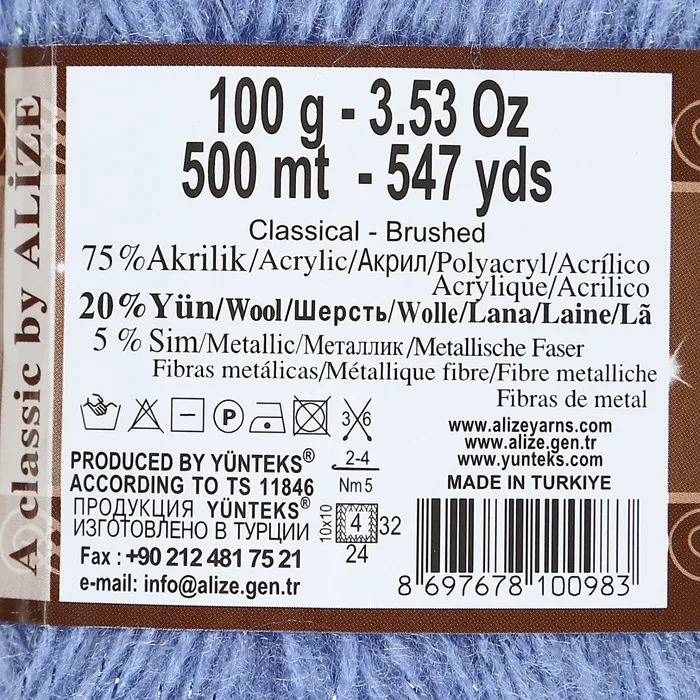 A classic by ALİZE
100 g - 3.53 Oz
500 mt - 547 yds
Classical - Brushed
75%Akrilik/Acrylic/Акрил/Polyacryl/Acrílico
Acrylique/Acrilico
20%Yün/Wool/Шерсть/Wolle/Lana/Laine/Lã
5 % Sim/Metallic/Металлик/Metallische Faser
Fibras metálicas/Métallique fibre/Fibre metalliche
Fibras de metal
P
3 6
2-4
Nm 5
www.alizeyarns.com
www.alize.gen.tr
www.yunteks.com
MADE IN TURKIYE
PRODUCED BY YÜNTEKS®
ACCORDING TO TS 11846
ПРОДУКЦИЯ YÜNTEKS®
ИЗГОТОВЛЕНО В ТУРЦИИ
Fax : +90 212 481 75 21
e-mail: info@alize.gen.tr
10x10
4
32
24
8 697678 100983